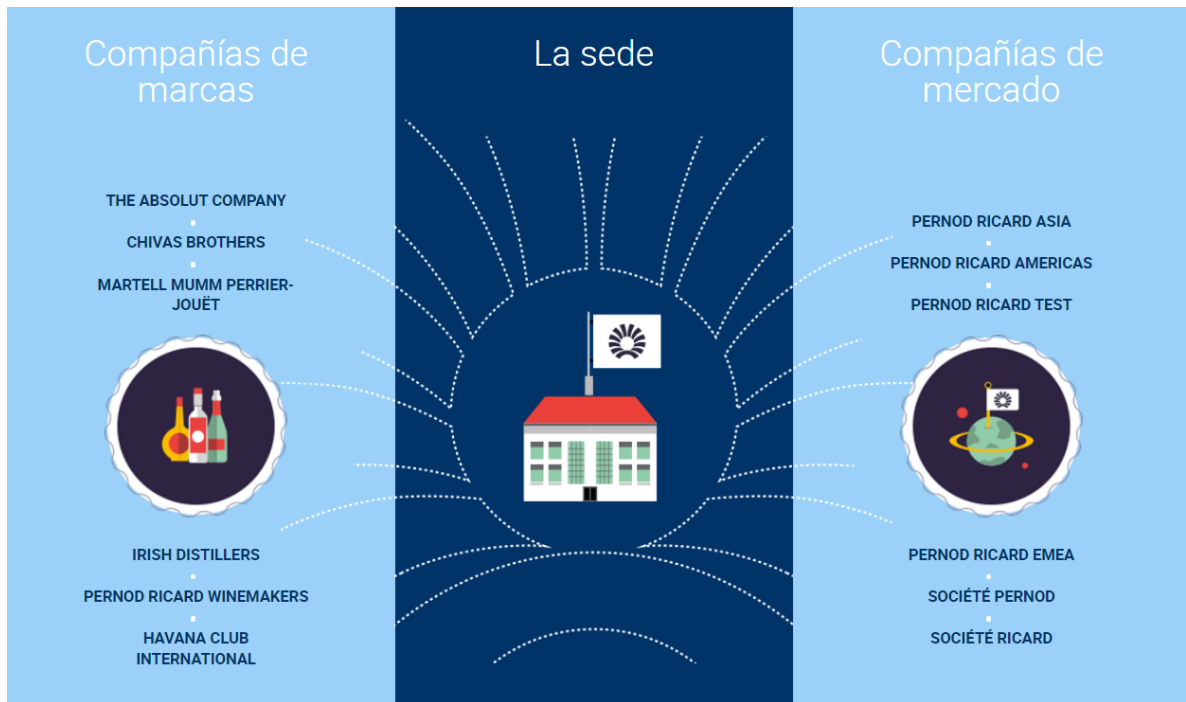 Compañías de
marcas
THE ABSOLUT COMPANY
CHIVAS BROTHERS
MARTELL MUMM PERRIER-
JOUËT
IRISH DISTILLERS
PERNOD RICARD WINEMAKERS
HAVANA CLUB
INTERNATIONAL
La sede
Compañías de
mercado
PERNOD RICARD ASIA
PERNOD RICARD AMERICAS
PERNOD RICARD TEST
PERNOD RICARD EMEA
SOCIÉTÉ PERNOD
SOCIÉTÉ RICARD